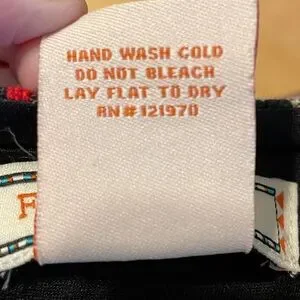 HAND WASH COLD
DO NOT BLEACH
LAY FLAT TO DRY
RN # 121970